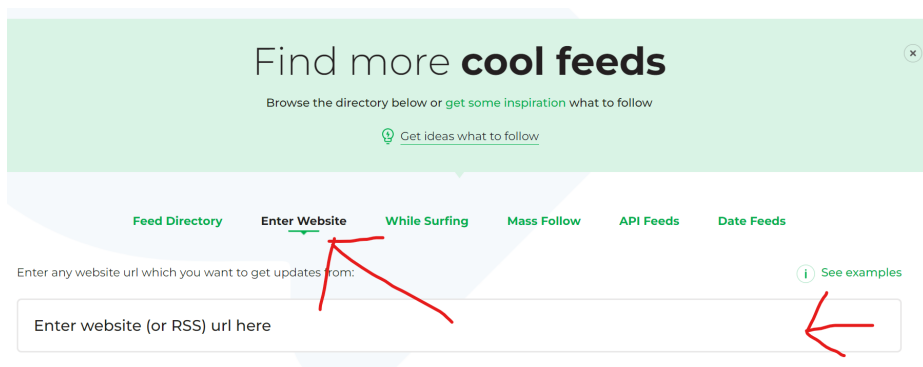 Find more cool feeds
Browse the directory below or get some inspiration what to follow
Get ideas what to follow
Feed Directory Enter Website While Surfing Mass Follow API Feeds Date Feeds
Enter any website url which you want to get updates from: i See examples
Enter website (or RSS) url here